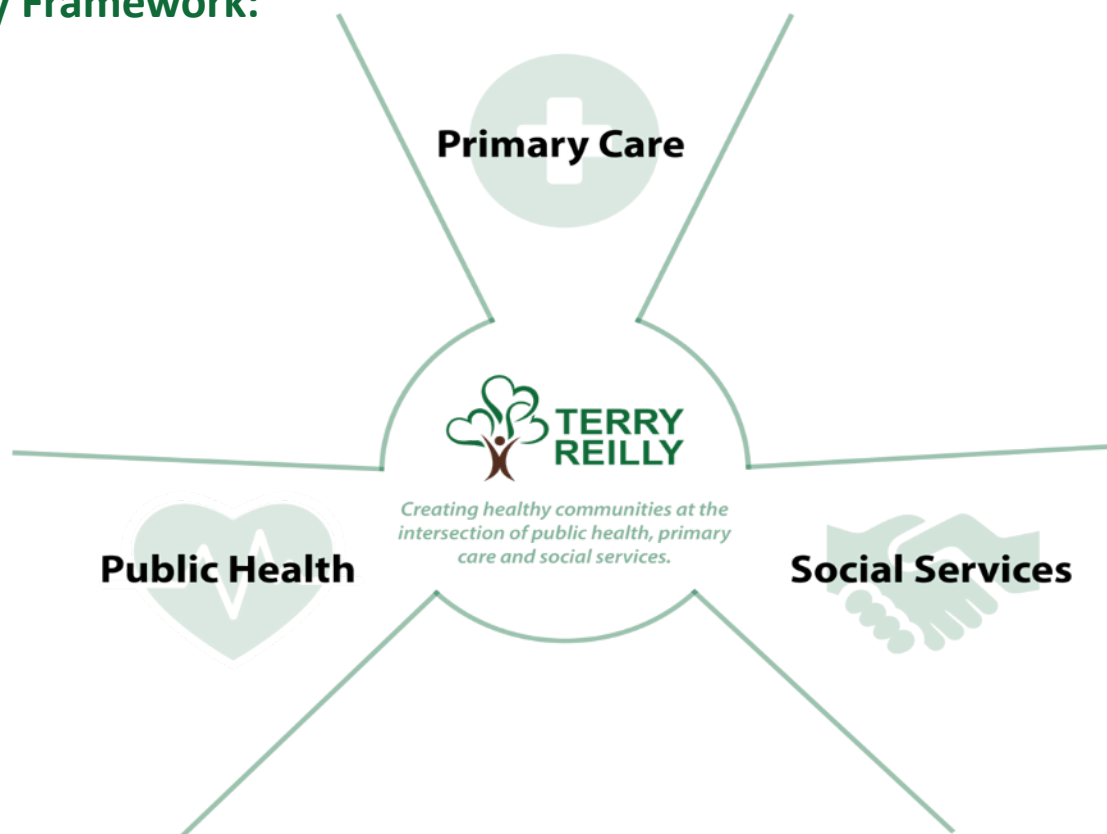 Framework:
Primary Care
TERRY
REILLY
Creating healthy communities at the
intersection of public health, primary
care and social services.
Public Health
Social Services